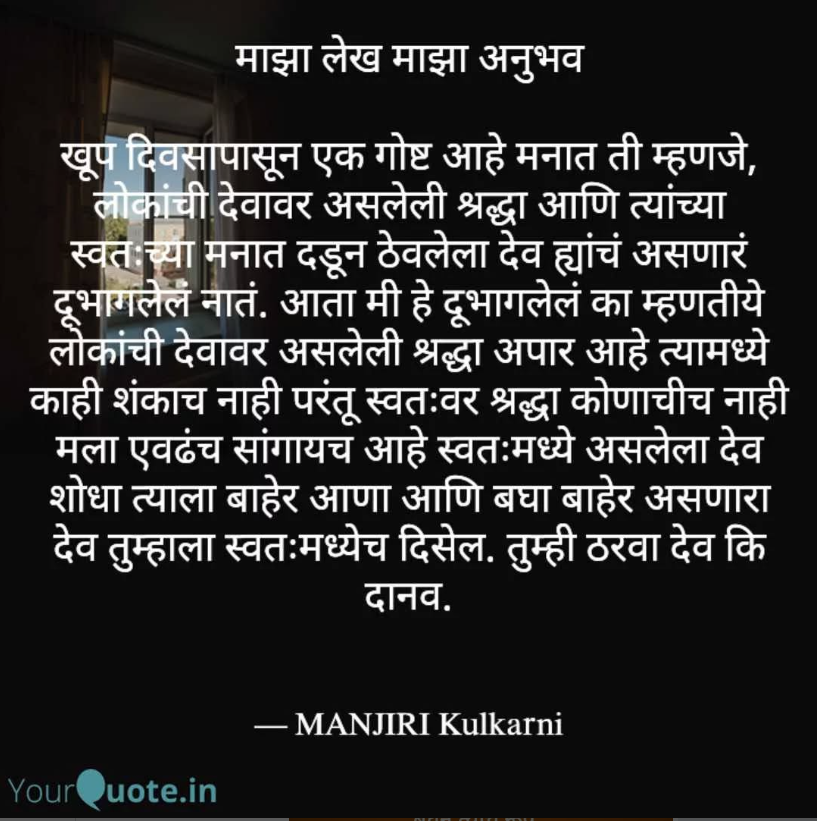 माझा लेख माझा अनुभव
खूप दिवसापासून एक गोष्ट आहे मनात ती म्हणजे,
लोकांची देवावर असलेली श्रद्धा आणि त्यांच्या
स्वतःच्या मनात दडून ठेवलेला देव ह्यांचं असणारं
दूभागलेलं नातं. आता मी हे दूभागलेलं का म्हणतीये
लोकांची देवावर असलेली श्रद्धा अपार आहे त्यामध्ये
काही शंकाच नाही परंतू स्वतःवर श्रद्धा कोणाचीच नाही
मला एवढंच सांगायच आहे स्वतःमध्ये असलेला देव
शोधा त्याला बाहेर आणा आणि बघा बाहेर असणारा
देव तुम्हाला स्वतःमध्येच दिसेल. तुम्ही ठरवा देव कि
दानव.
— MANJIRI Kulkarni
YourQuote.in